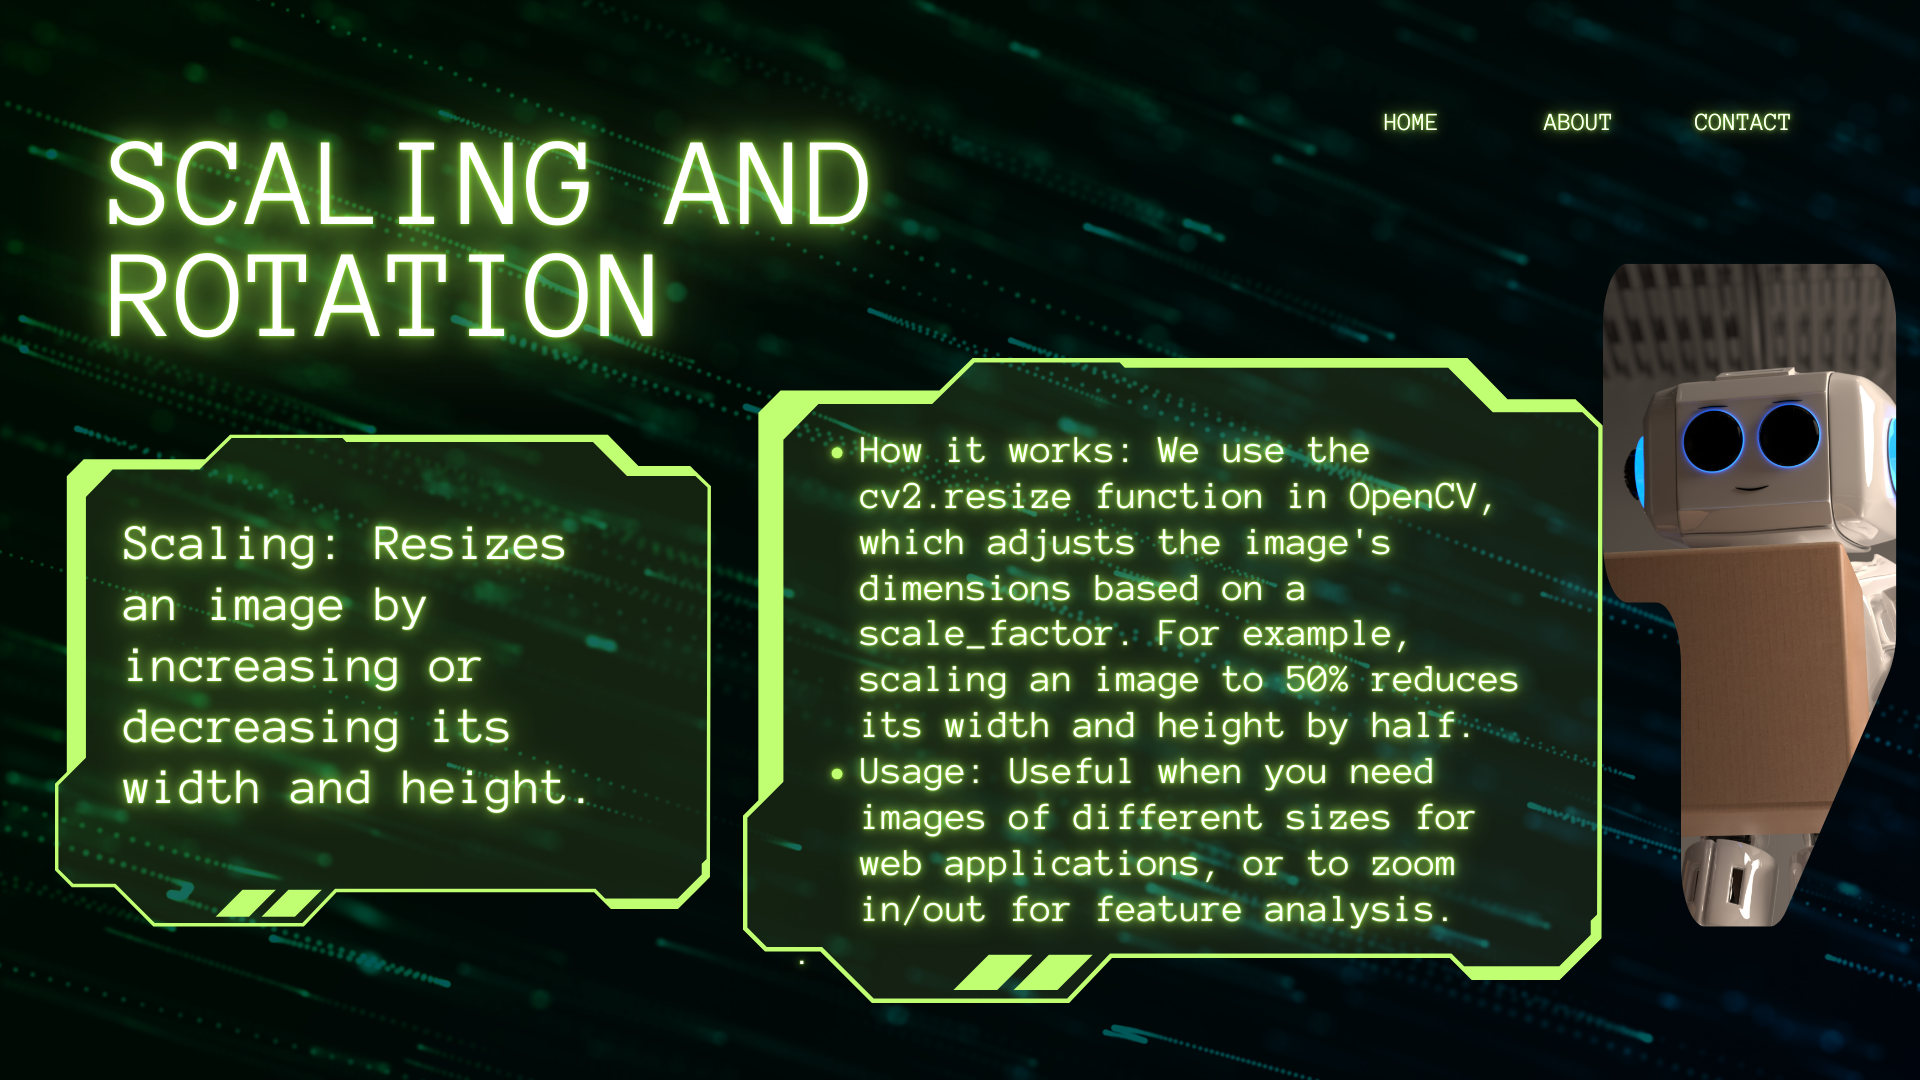 HOME ABOUT CONTACT
SCALING AND
ROTATION
Scaling: Resizes
an image by
increasing or
decreasing its
width and height.
• How it works: We use the
cv2.resize function in OpenCV,
which adjusts the image's
dimensions based on a
scale_factor. For example,
scaling an image to 50% reduces
its width and height by half.
• Usage: Useful when you need
images of different sizes for
web applications, or to zoom
in/out for feature analysis.
.